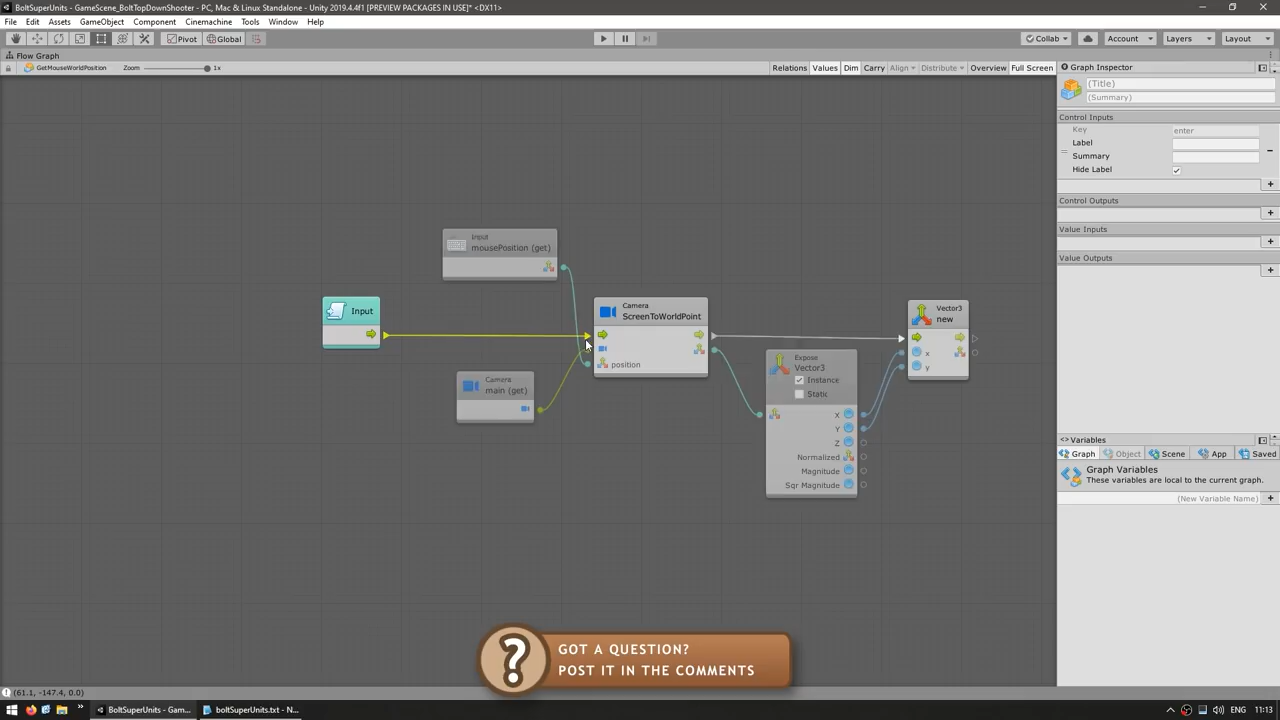 BoltSuperUnits - GameScene_BoltTopDownShooter - PC, Mac & Linux Standalone - Unity 2019.4.4f1 [PREVIEW PACKAGES IN USE]* <DX11>
File Edit Assets GameObject Component Cinemachine Tools Window Help
Pivot Global Collab Account Layers Layout
Flow Graph
GetMouseWorldPosition Zoom 1x Relations Values Dim Carry Align Distribute Overview Full Screen
Graph Inspector
(Title)
(Summary)
Control Inputs
Key enter
Label
Summary
Hide Label
Control Outputs
Value Inputs
Value Outputs
Input
mousePosition (get)
Input
Camera
main (get)
Camera
ScreenToWorldPoint
position
Expose
Vector3
Instance
Static
X
Y
Z
Normalized
Magnitude
Sqr Magnitude
Vector3
new
x
y
<> Variables
Graph Object Scene App Saved
Graph Variables
These variables are local to the current graph.
(New Variable Name)
GOT A QUESTION?
POST IT IN THE COMMENTS
(61.1, -147.4, 0.0)
BoltSuperUnits - Gam... boltSuperUnits.txt - N... ENG 11:13